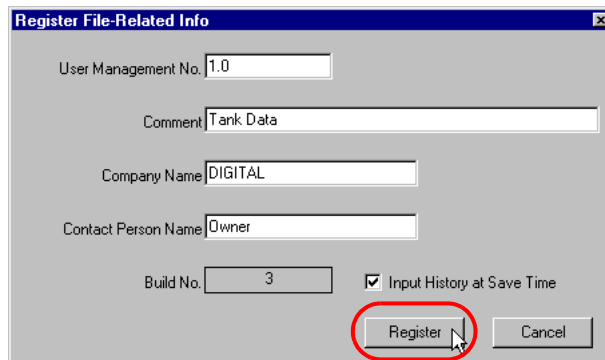 Register File-Related Info
User Management No. 1.0
Comment Tank Data
Company Name DIGITAL
Contact Person Name Owner
Build No. 3 Input History at Save Time
Register Cancel